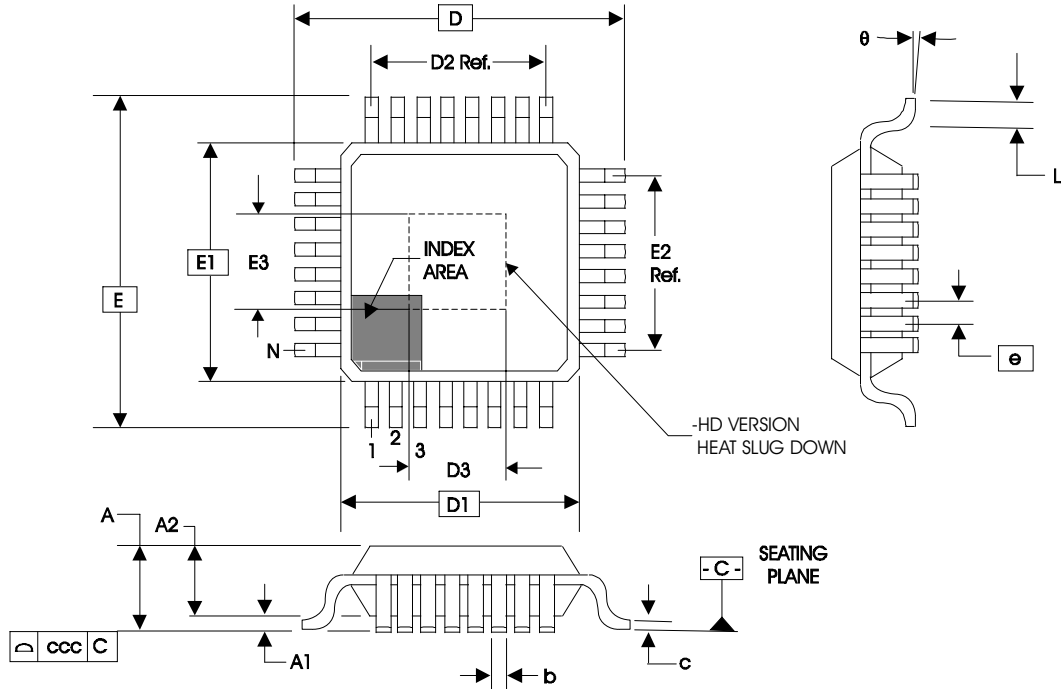 D
θ
D2 Ref.
L
E1
E3
INDEX
AREA
E2
Ref.
E
N
e
-HD VERSION
HEAT SLUG DOWN
1
2
3
D3
D1
A
A2
-C-
SEATING
PLANE
⌓ ccc C
A1
b
c